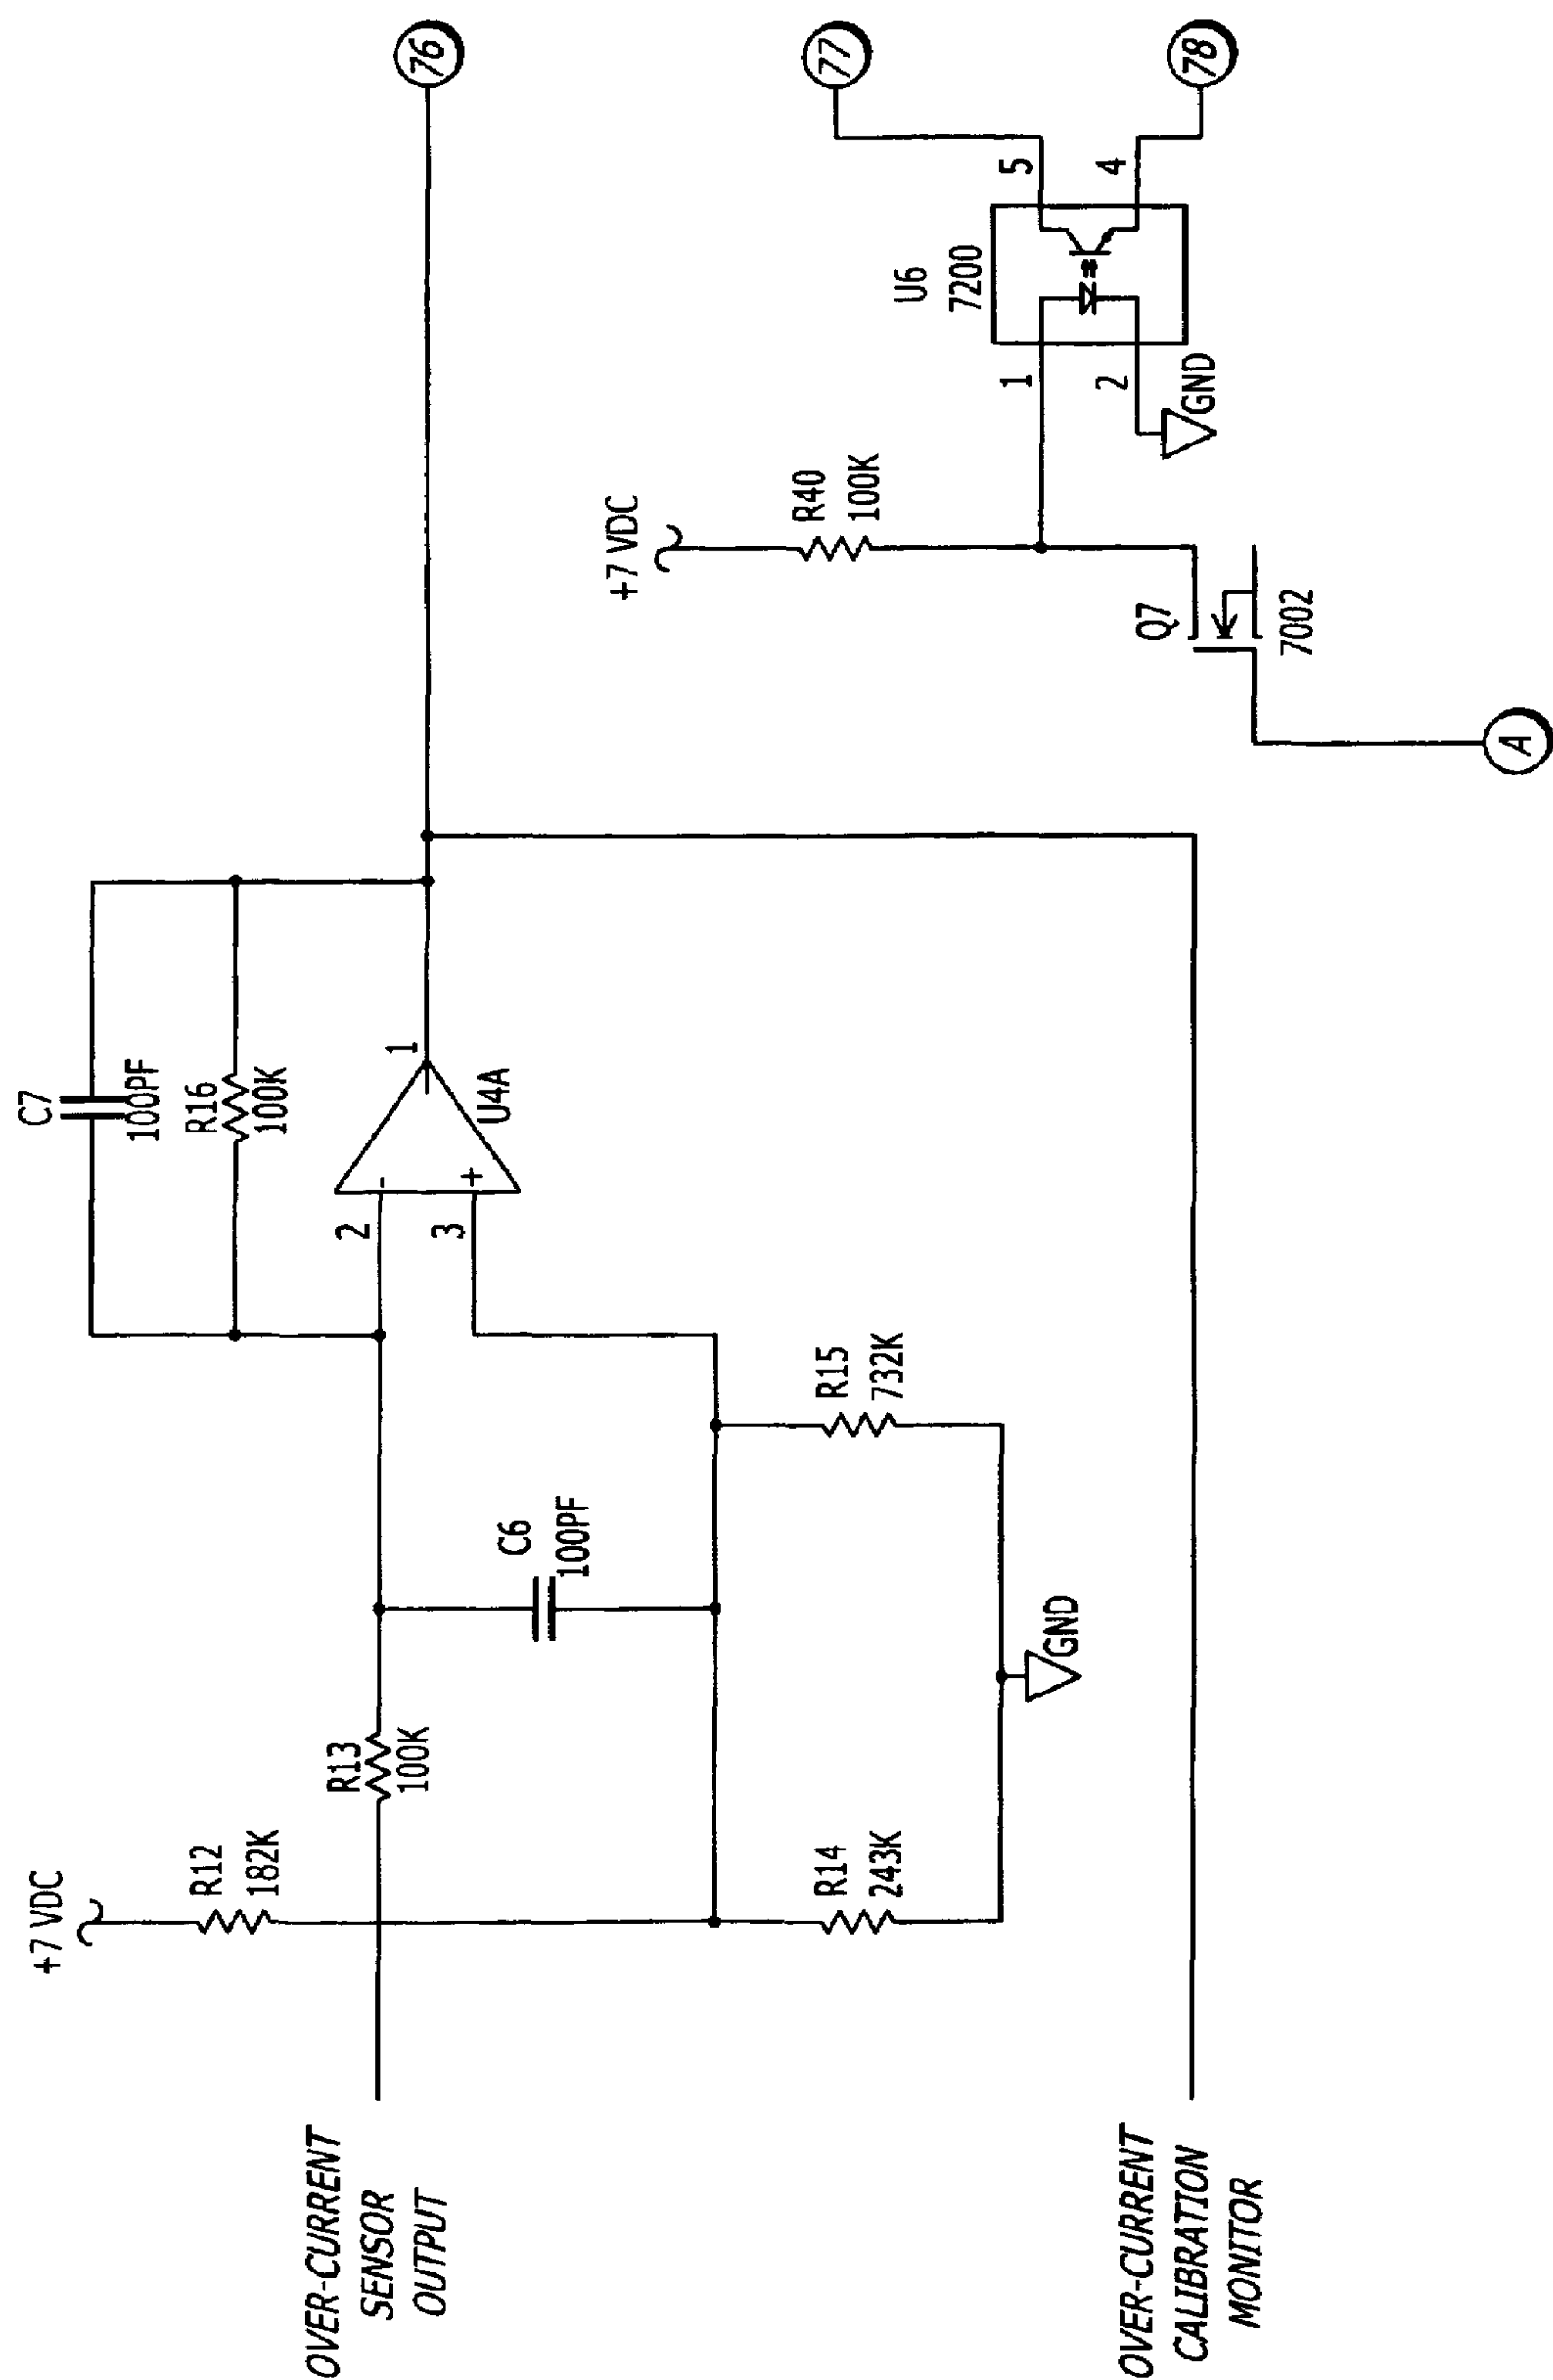 +7 VDC
R12
182K
OVER-CURRENT
SENSOR
OUTPUT
R13
100K
C6
100PF
R14
243K
R15
732K
GND
C7
100PF
R16
100K
2
3
-
+
1
U4A
76
+7 VDC
R40
100K
U6
7200
1
2
5
4
GND
77
78
Q7
7002
A
OVER-CURRENT
CALIBRATION
MONITOR